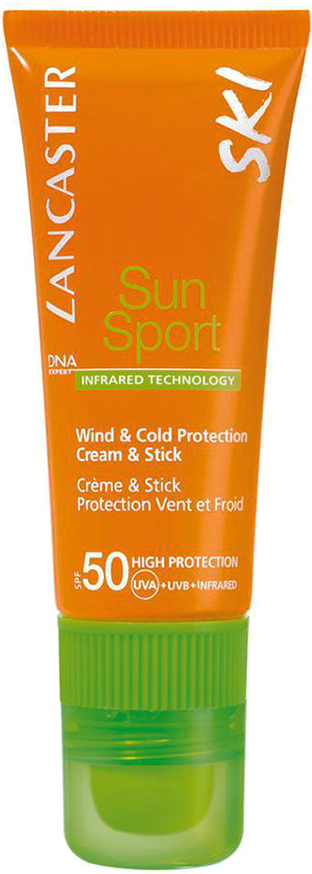 LANCASTER
SKI
Sun
Sport
DNA
EXPERT
INFRARED TECHNOLOGY
Wind & Cold Protection
Cream & Stick
Crème & Stick
Protection Vent et Froid
SPF 50 HIGH PROTECTION
UVA + UVB + INFRARED